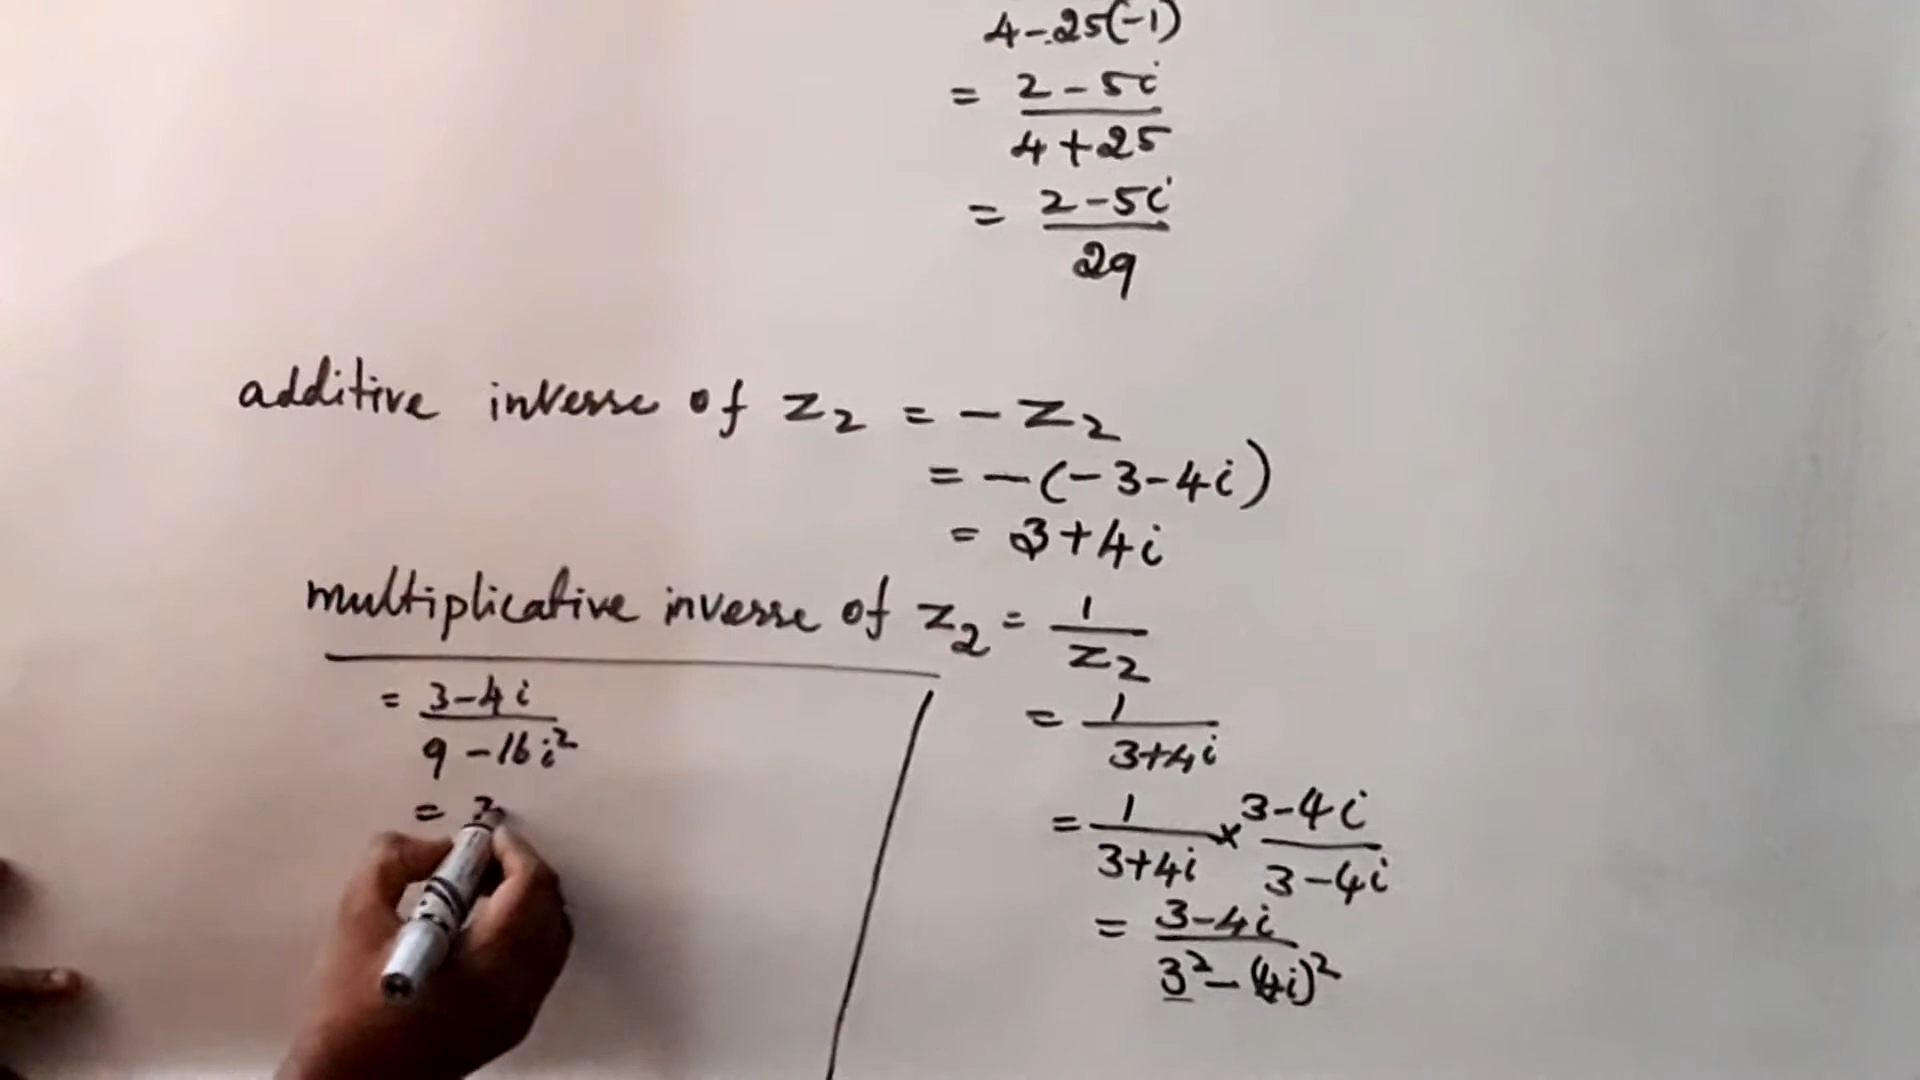 4-25(-1)
= 2-5i / 4+25
= 2-5i / 29
additive inverse of z2 = -z2
= -(-3-4i)
= 3+4i
multiplicative inverse of z2 = 1 / z2
= 1 / 3+4i
= 1 / 3+4i × 3-4i / 3-4i
= 3-4i / 3² - (4i)²
= 3-4i / 9-16i²
= 3